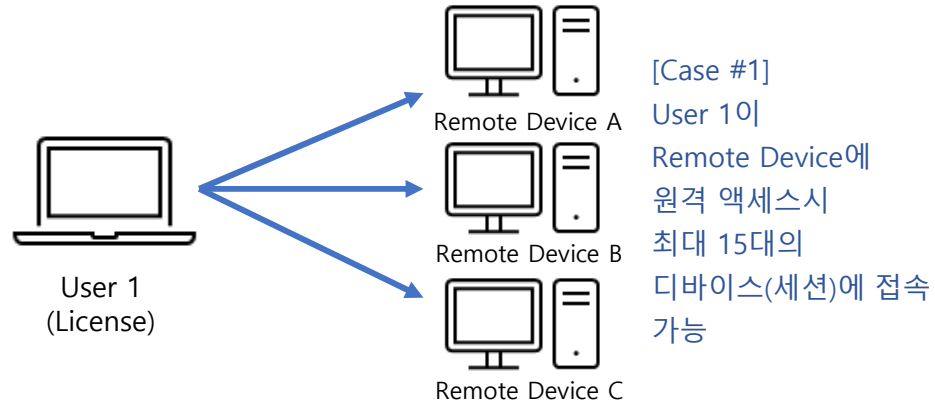 Remote Device A
Remote Device B
Remote Device C
User 1
(License)
[Case #1]
User 1이
Remote Device에
원격 액세스시
최대 15대의
디바이스(세션)에 접속
가능